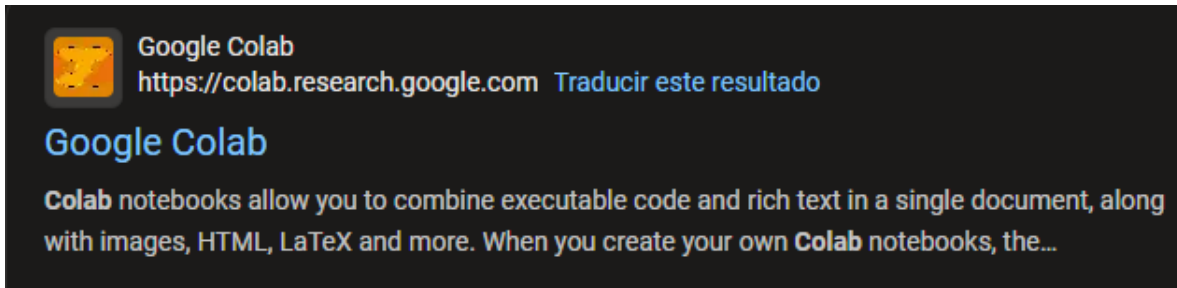 Google Colab
https://colab.research.google.com Traducir este resultado
Google Colab
Colab notebooks allow you to combine executable code and rich text in a single document, along
with images, HTML, LaTeX and more. When you create your own Colab notebooks, the...